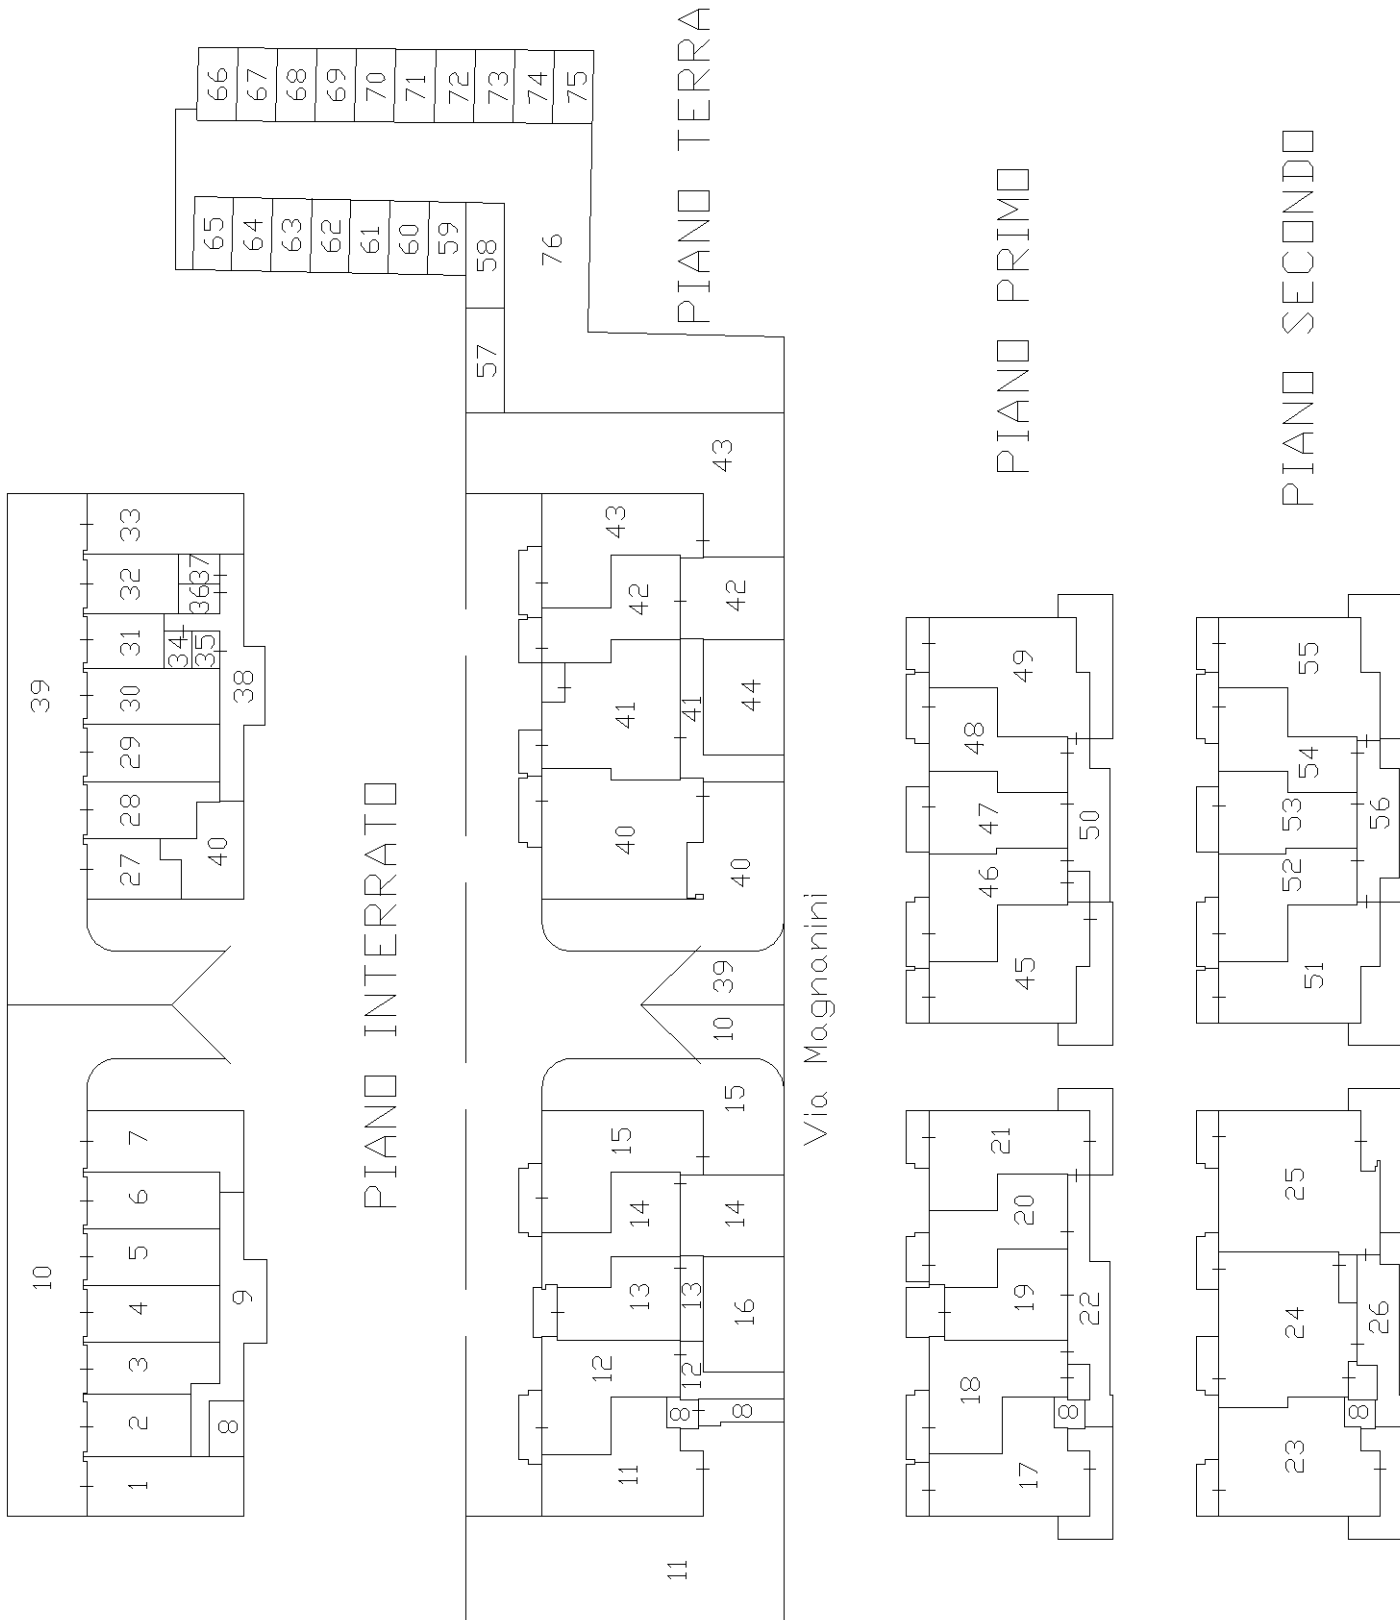 10 39
1 2 3 4 5 6 7 27 28 29 30 31 32 33
34 35 36 37
8 9 40 38
65 66
64 67
63 68
62 69
61 70
60 71
59 72
57 58 73
74
76 75
PIANO INTERRATO
12 15 43
11 13 14 40 41 42
11 8 12 13 41
8 16 14 15 10 39 40 44 42 43
PIANO TERRA
Via Magnanini
18 48
17 19 20 21 45 46 47 49
8 22 50
PIANO PRIMO
23 24 25 51 52 53 54 55
8 26 56
PIANO SECONDO